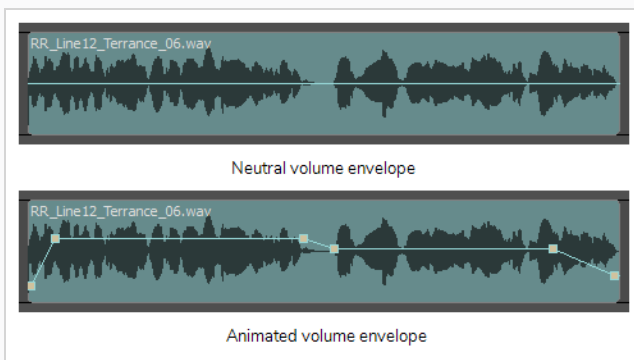 RR_Line12_Terrance_06.wav
Neutral volume envelope
RR_Line12_Terrance_06.wav
Animated volume envelope